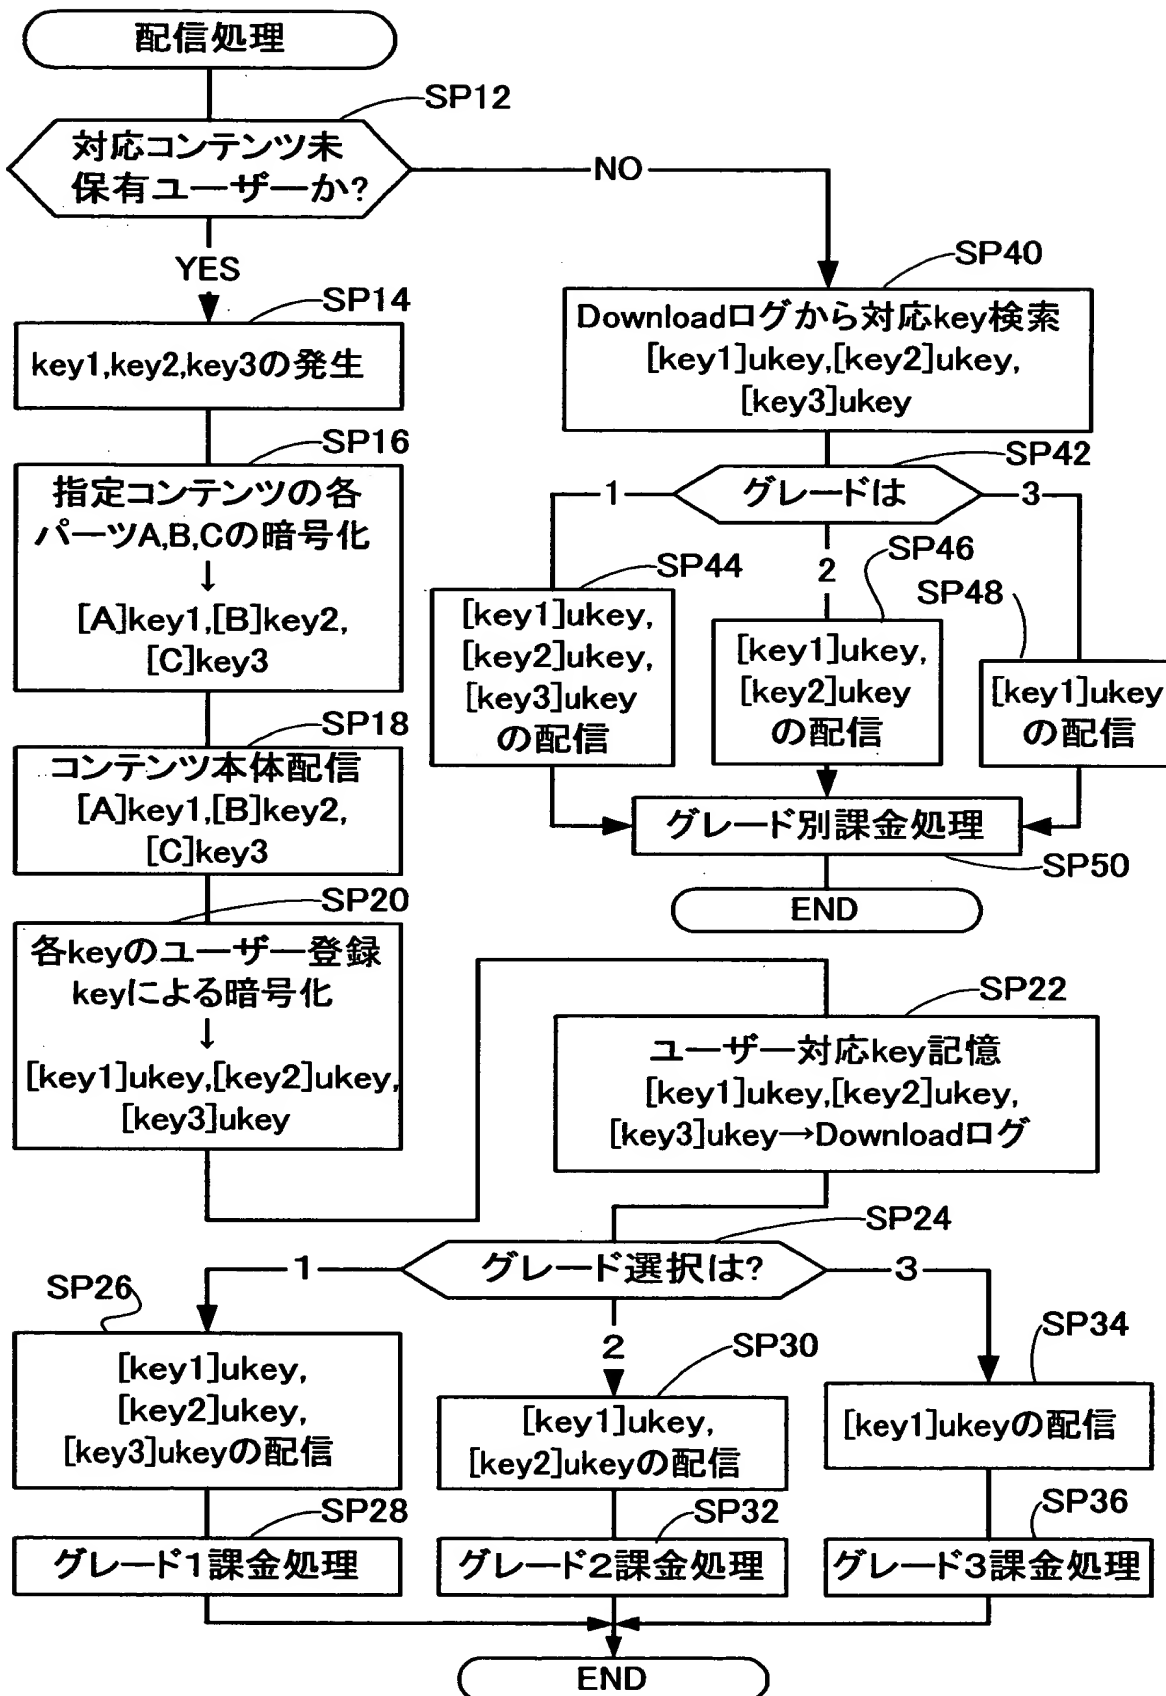 配信処理
SP12
対応コンテンツ未
保有ユーザーか?
NO
YES
SP14
key1,key2,key3の発生
SP16
指定コンテンツの各
パーツA,B,Cの暗号化
↓
[A]key1,[B]key2,
[C]key3
SP18
コンテンツ本体配信
[A]key1,[B]key2,
[C]key3
SP20
各keyのユーザー登録
keyによる暗号化
↓
[key1]ukey,[key2]ukey,
[key3]ukey
SP40
Downloadログから対応key検索
[key1]ukey,[key2]ukey,
[key3]ukey
SP42
グレードは
1
2
3
SP44
[key1]ukey,
[key2]ukey,
[key3]ukey
の配信
SP46
[key1]ukey,
[key2]ukey
の配信
SP48
[key1]ukey
の配信
グレード別課金処理
SP50
END
SP22
ユーザー対応key記憶
[key1]ukey,[key2]ukey,
[key3]ukey→Downloadログ
SP24
グレード選択は?
1
2
3
SP26
[key1]ukey,
[key2]ukey,
[key3]ukeyの配信
SP28
グレード1課金処理
SP30
[key1]ukey,
[key2]ukeyの配信
SP32
グレード2課金処理
SP34
[key1]ukeyの配信
SP36
グレード3課金処理
END